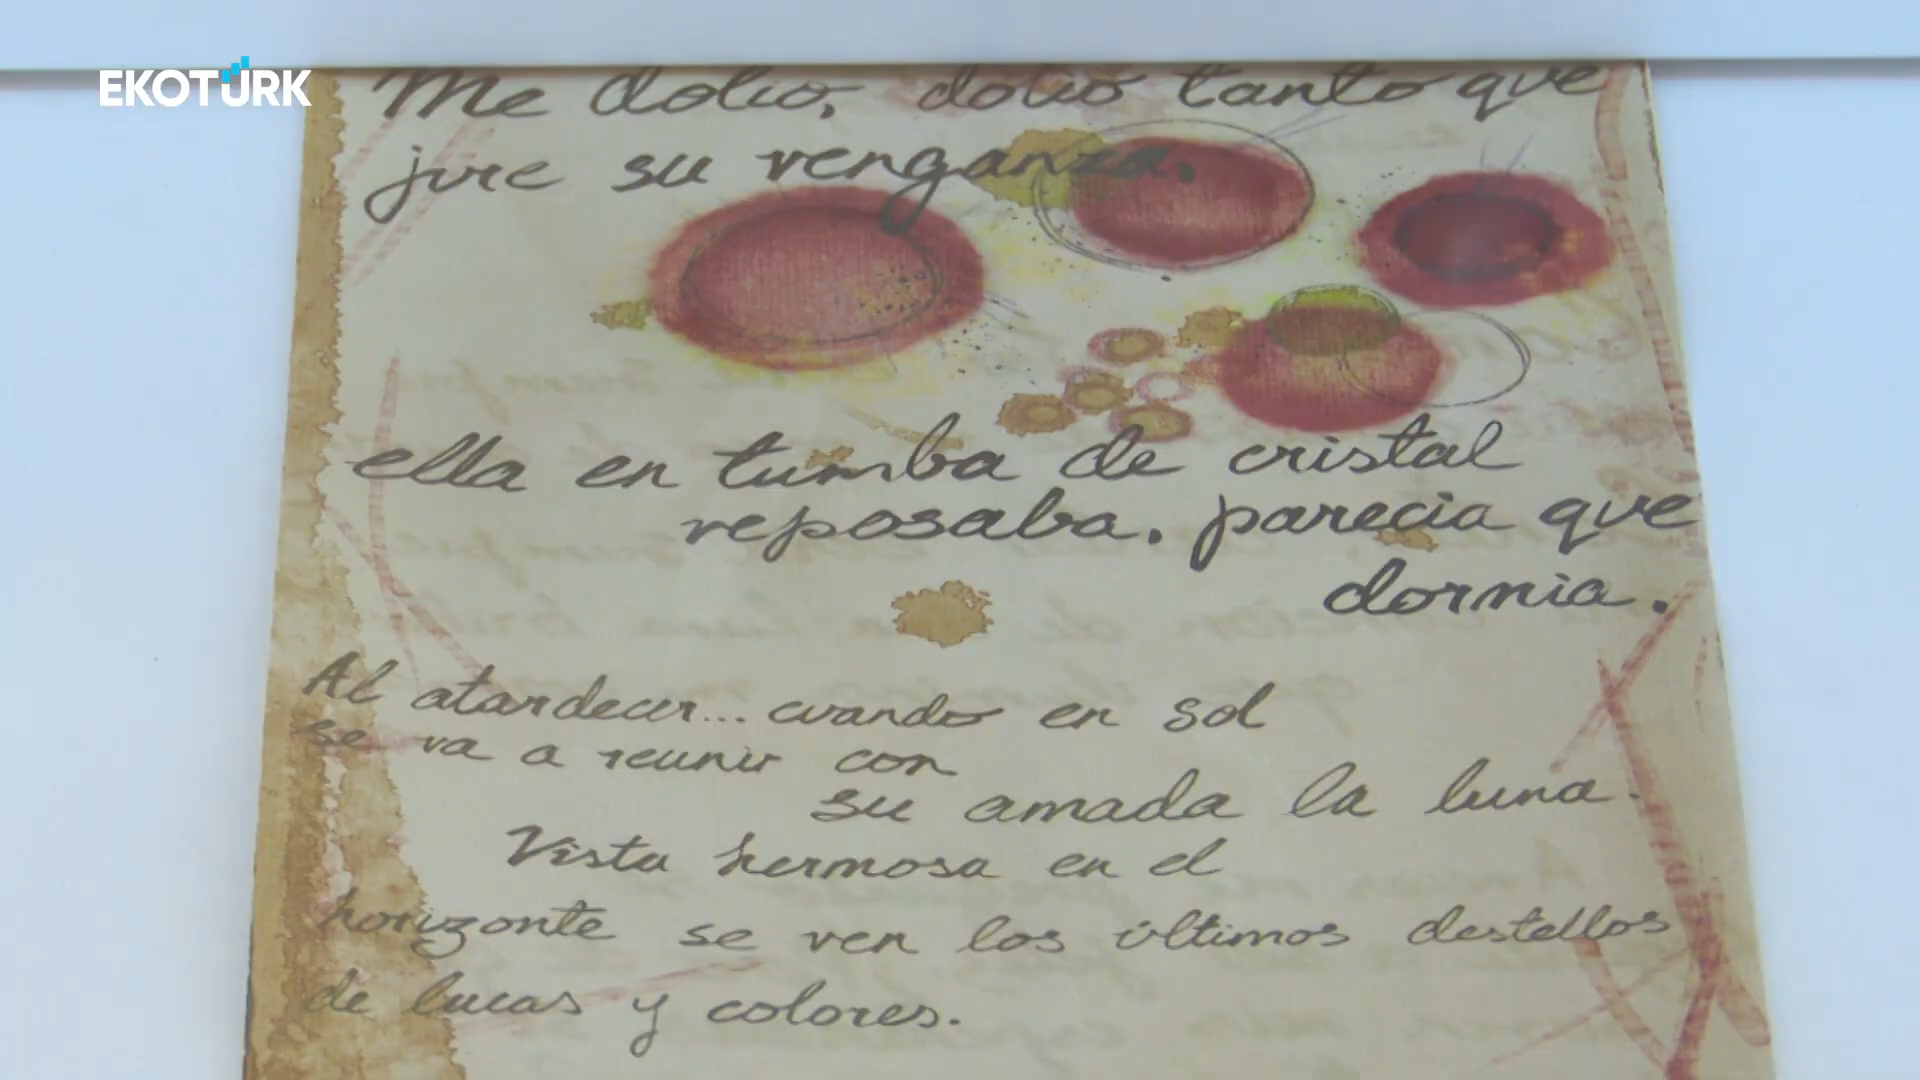 EKOTÜRK
Me dolio, dolio tanto que
jure su venganza.
ella en tumba de cristal
reposaba. parecia que
dormia.
Al atardecer... cuando en sol
se va a reunir con
su amada la luna.
Vista hermosa en el
horizonte se ven los últimos destellos
de luces y colores.